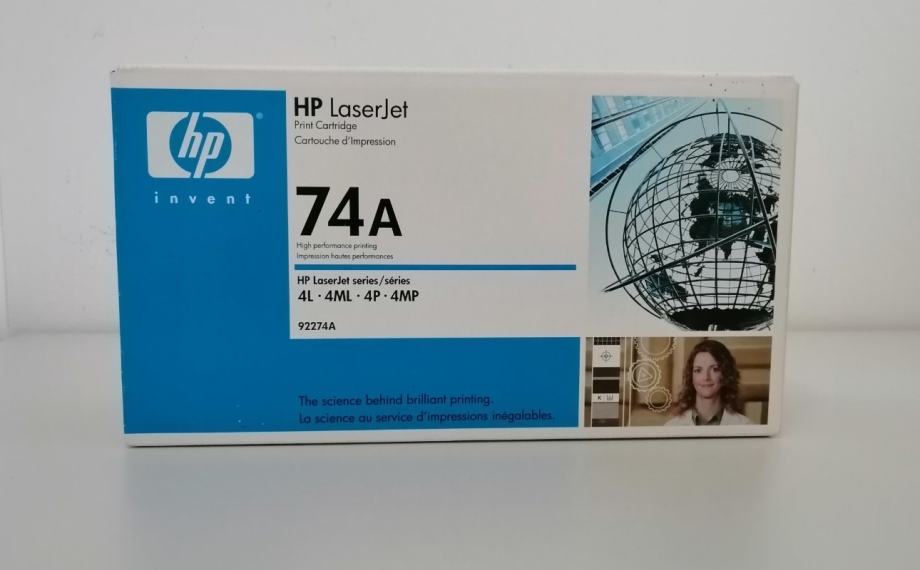 hp
invent
HP LaserJet
Print Cartridge
Cartouche d'Impression
74A
High performance printing
Impression hautes performances
HP LaserJet series/séries
4L · 4ML · 4P · 4MP
92274A
The science behind brilliant printing.
La science au service d'impressions inégalables.